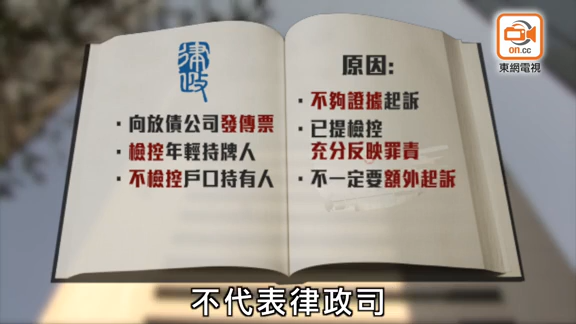 on.cc
東網電視
律政
向放債公司發傳票
檢控年輕持牌人
不檢控戶口持有人
原因:
不夠證據起訴
已提檢控
充分反映罪責
不一定要額外起訴
不代表律政司